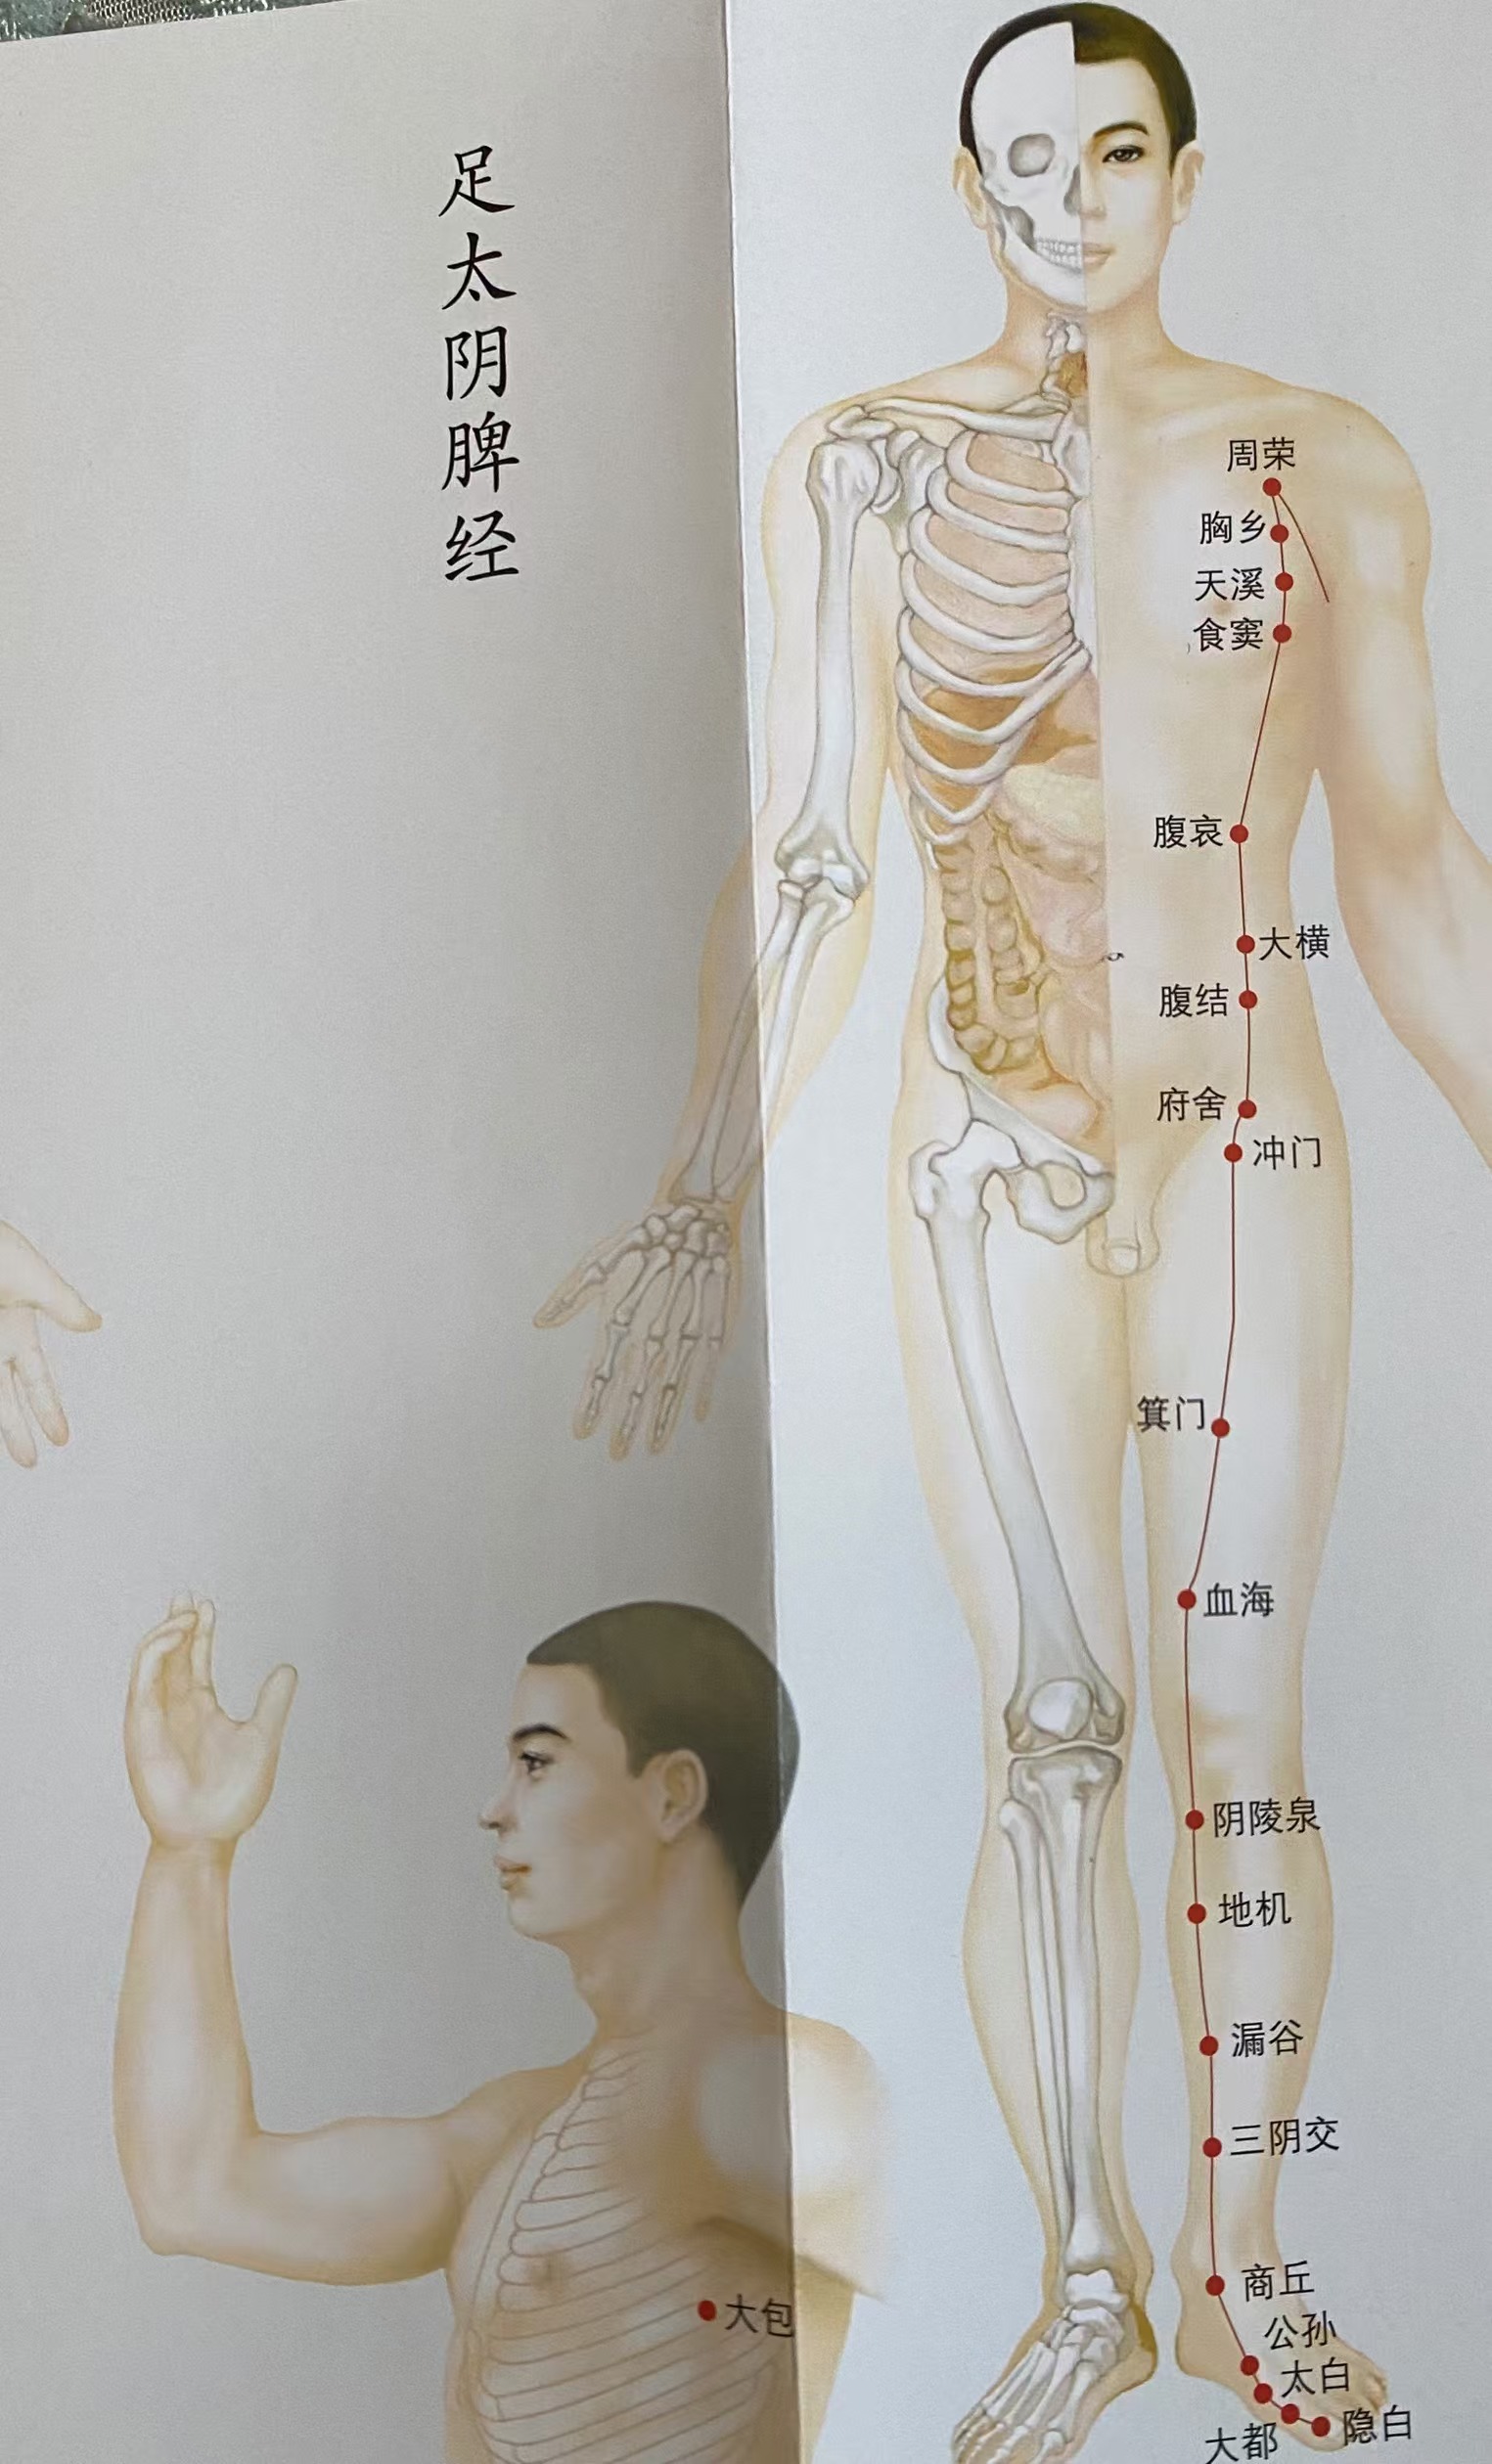 足太阴脾经
周荣
胸乡
天溪
食窦
腹哀
大横
腹结
府舍
冲门
箕门
血海
阴陵泉
地机
漏谷
三阴交
商丘
公孙
太白
隐白
大都
大包